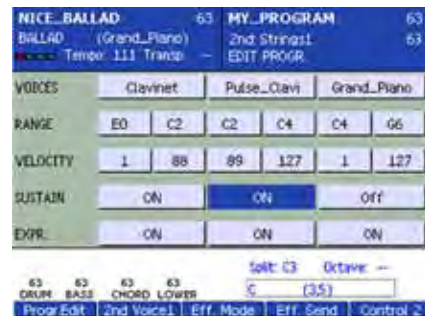 NICE_BALLAD 63 MY_PROGRAM 63
BALLAD (Grand_Piano) 2nd Strings1 63
Tempo 111 Transp -- EDIT PROGR.
VOICES Clavinet Pulse_Clavi Grand_Piano
RANGE E0 C2 C2 C4 C4 G6
VELOCITY 1 88 89 127 1 127
SUSTAIN ON ON Off
EXPR. ON ON ON
Split: C3 Octave --
63 63 63 63
DRUM BASS CHORD LOWER C (3,5)
Progr.Edit 2nd Voice1 Eff. Mode Eff. Send Control 2